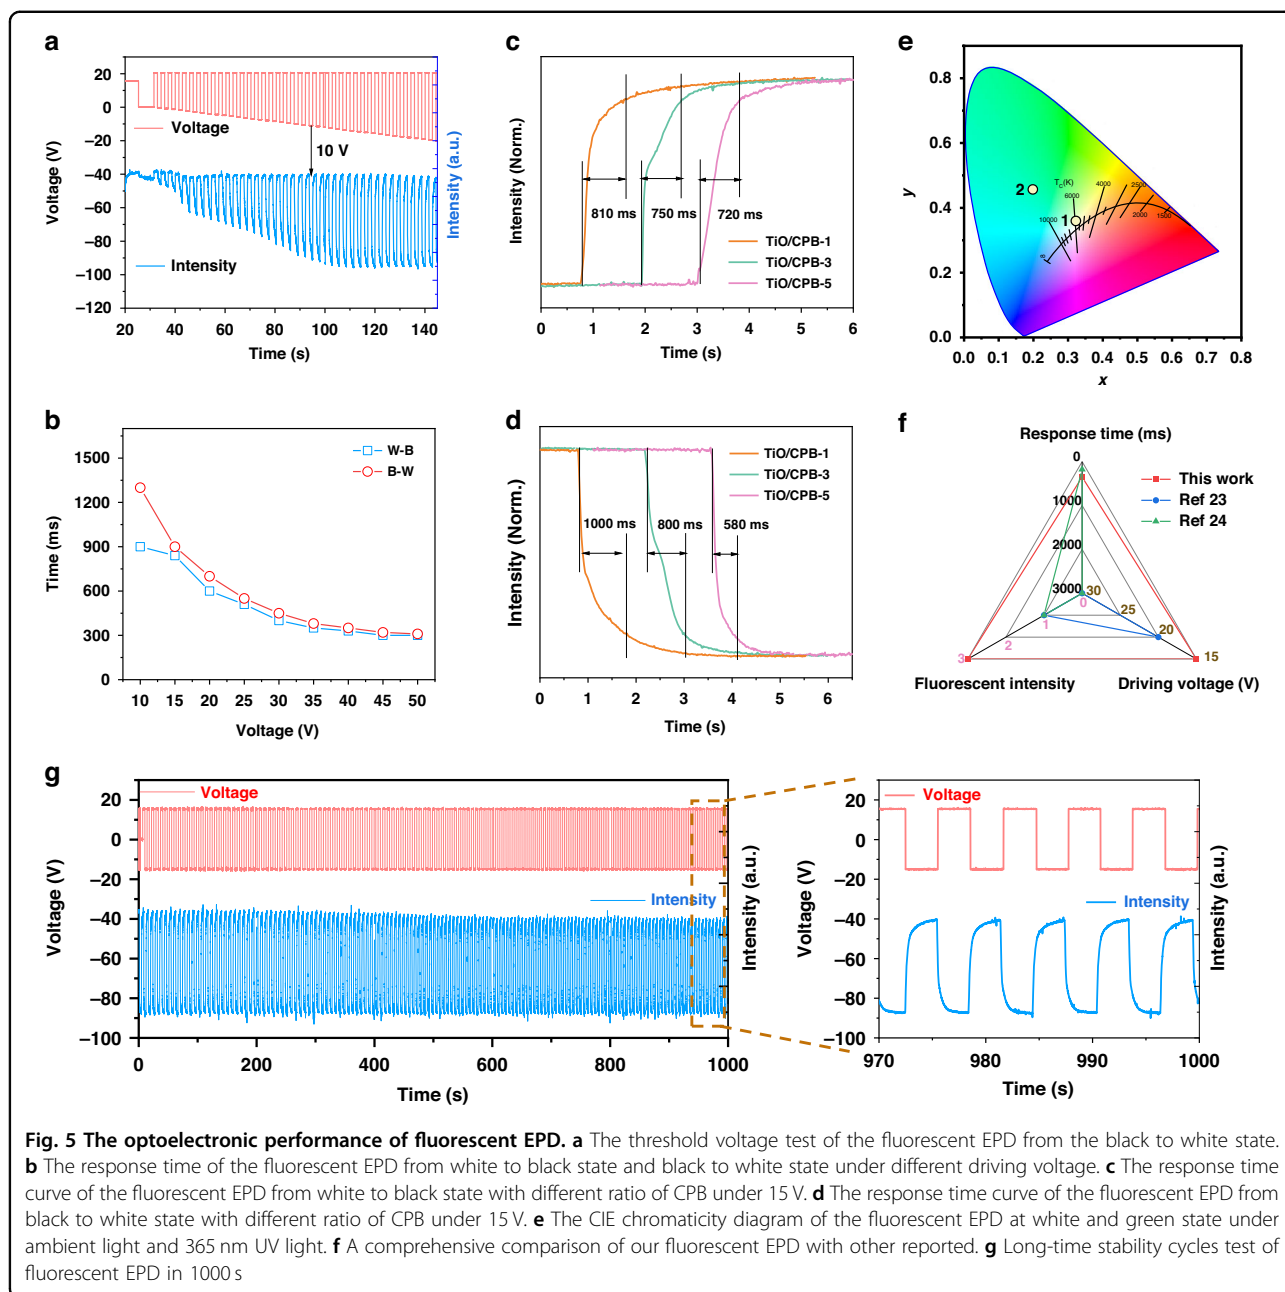 a
20
0
−20
−40
−60
−80
−100
−120
Voltage (V)
Voltage
10 V
Intensity
Intensity (a.u.)
20 40 60 80 100 120 140
Time (s)
c
Intensity (Norm.)
810 ms
750 ms
720 ms
TiO/CPB-1
TiO/CPB-3
TiO/CPB-5
0 1 2 3 4 5 6
Time (s)
e
0.8
0.6
0.4
0.2
0.0
y
2
1
T_C(K)
4000
2500
6000
10000
2000
1500
∞
0.0 0.1 0.2 0.3 0.4 0.5 0.6 0.7 0.8
x
b
1500
1200
900
600
300
0
Time (ms)
W-B
B-W
10 15 20 25 30 35 40 45 50
Voltage (V)
d
Intensity (Norm.)
TiO/CPB-1
TiO/CPB-3
TiO/CPB-5
1000 ms
800 ms
580 ms
0 1 2 3 4 5 6
Time (s)
f
Response time (ms)
0
1000
2000
3000
This work
Ref 23
Ref 24
30
25
20
15
0
1
2
3
Fluorescent intensity
Driving voltage (V)
g
20
0
−20
−40
−60
−80
−100
Voltage (V)
Voltage
Intensity
Intensity (a.u.)
0 200 400 600 800 1000
Time (s)
20
0
−20
−40
−60
−80
−100
Voltage (V)
Voltage
Intensity
Intensity (a.u.)
970 980 990 1000
Time (s)
Fig. 5 The optoelectronic performance of fluorescent EPD. a The threshold voltage test of the fluorescent EPD from the black to white state.
b The response time of the fluorescent EPD from white to black state and black to white state under different driving voltage. c The response time
curve of the fluorescent EPD from white to black state with different ratio of CPB under 15 V. d The response time curve of the fluorescent EPD from
black to white state with different ratio of CPB under 15 V. e The CIE chromaticity diagram of the fluorescent EPD at white and green state under
ambient light and 365 nm UV light. f A comprehensive comparison of our fluorescent EPD with other reported. g Long-time stability cycles test of
fluorescent EPD in 1000 s